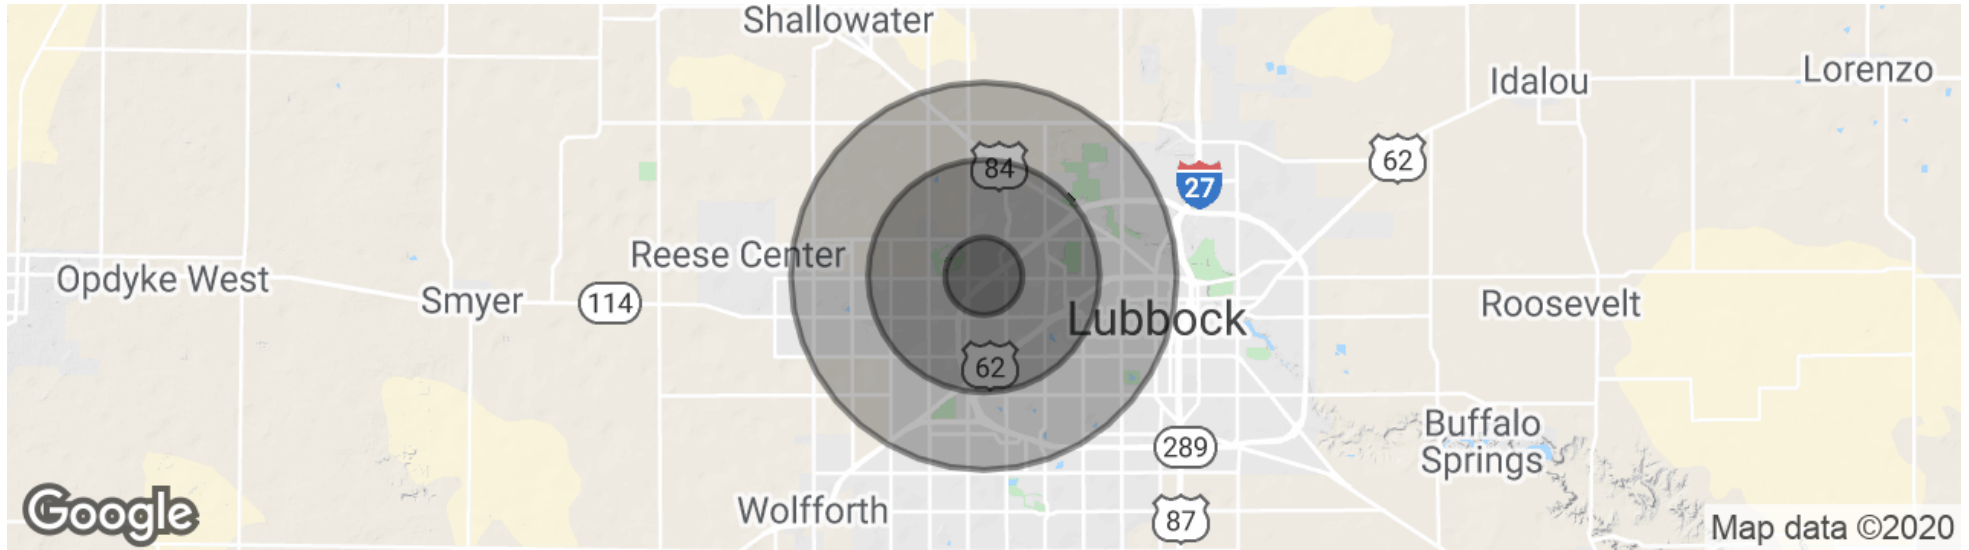 Shallowater
Lorenzo
Idalou
62
84
27
Reese Center
Opdyke West
Smyer
114
Roosevelt
Lubbock
62
Buffalo
Springs
289
Wolfforth
87
Google
Map data ©2020